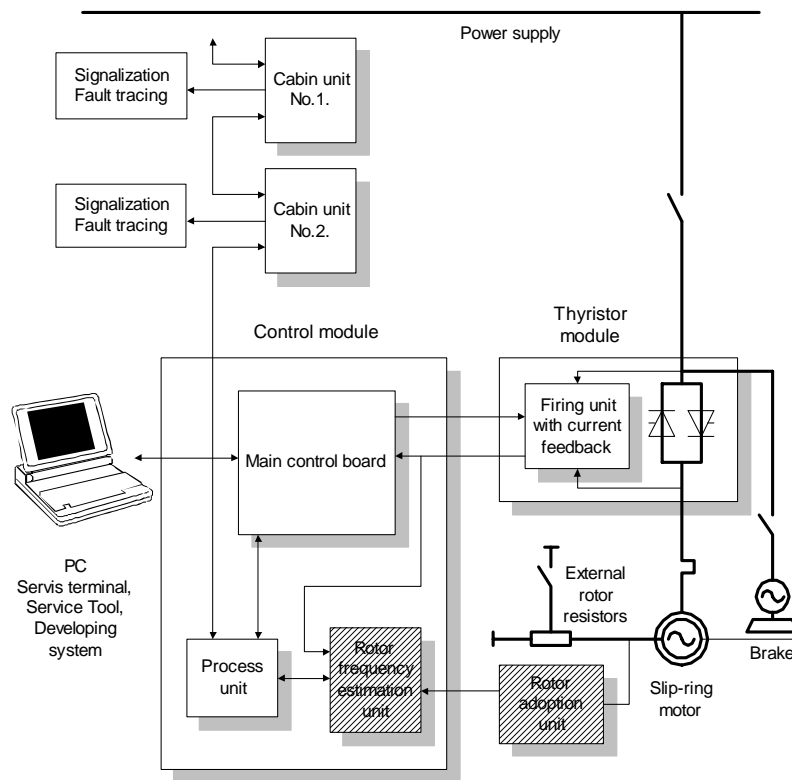 Power supply
Signalization
Fault tracing
Cabin unit
No.1.
Signalization
Fault tracing
Cabin unit
No.2.
Control module
Thyristor
module
Main control board
Firing unit
with current
feedback
PC
Servis terminal,
Service Tool,
Developing
system
External
rotor
resistors
Process
unit
Rotor
frequency
estimation
unit
Rotor
adoption
unit
Slip-ring
motor
Brake